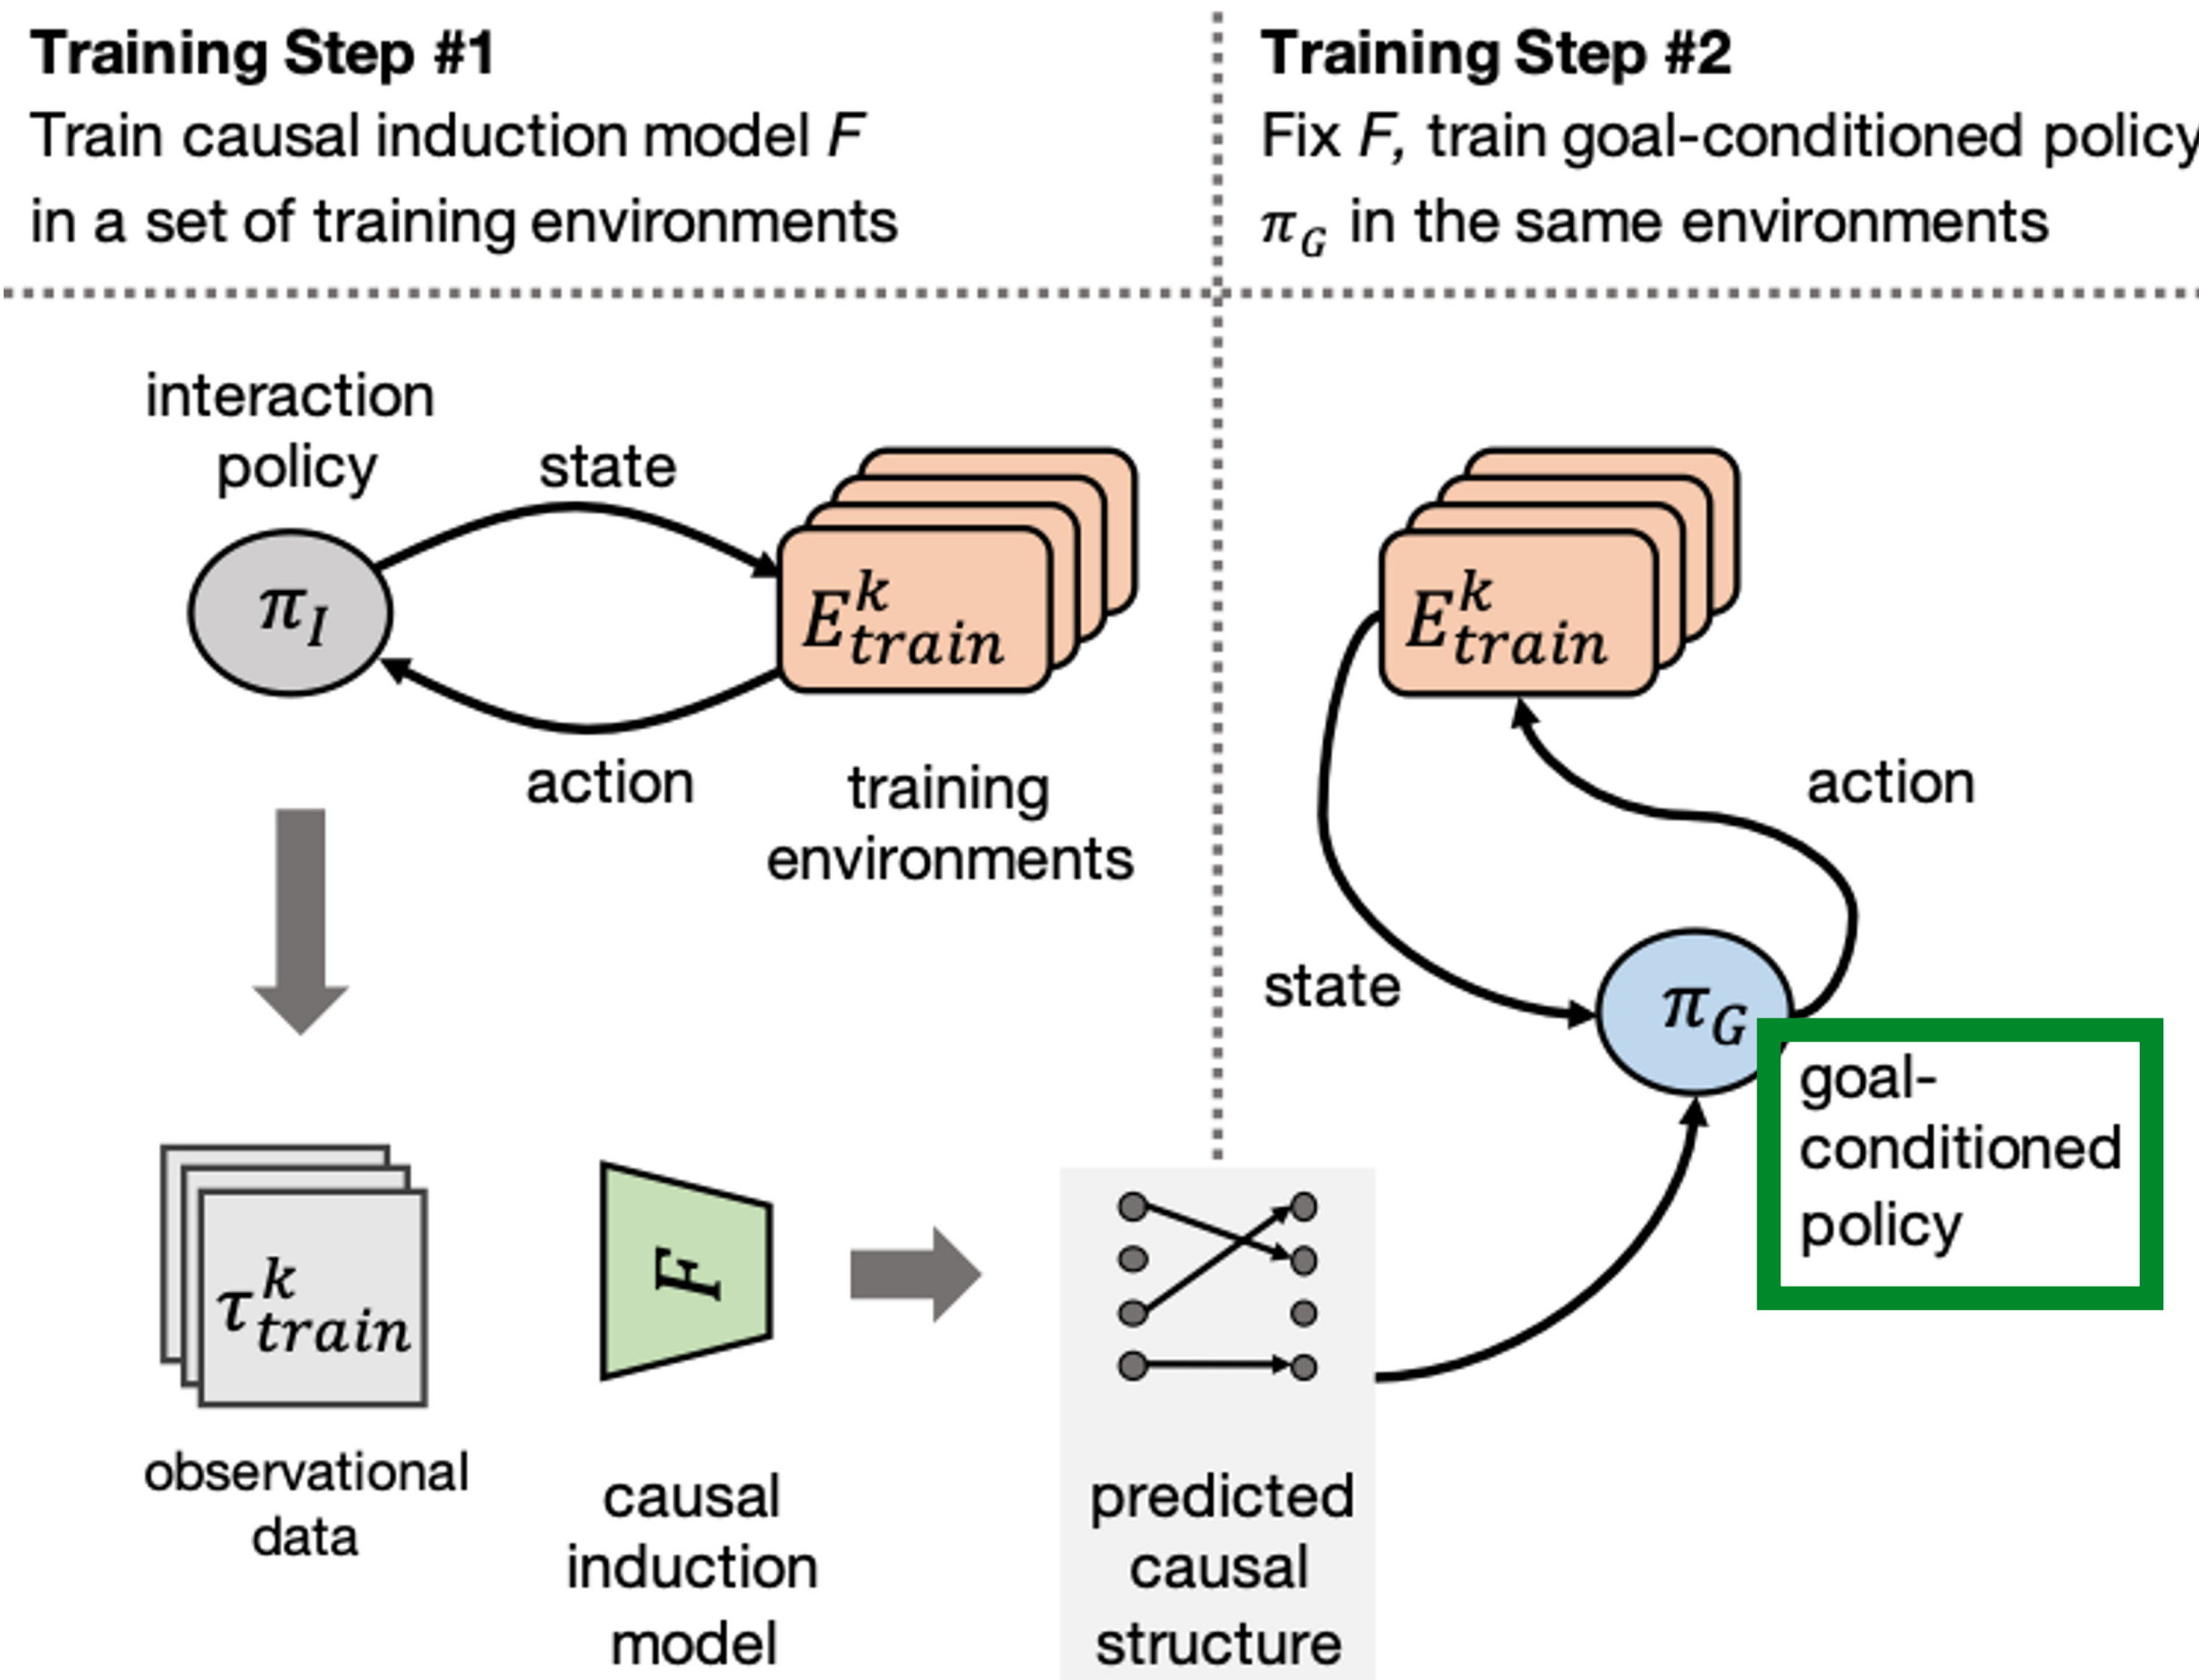 Training Step #1
Train causal induction model F
in a set of training environments
Training Step #2
Fix F, train goal-conditioned policy
π_G in the same environments
interaction
policy
state
π_I
E^k_train
action
training
environments
E^k_train
action
state
π_G
goal-
conditioned
policy
τ^k_train
observational
data
F
causal
induction
model
predicted
causal
structure